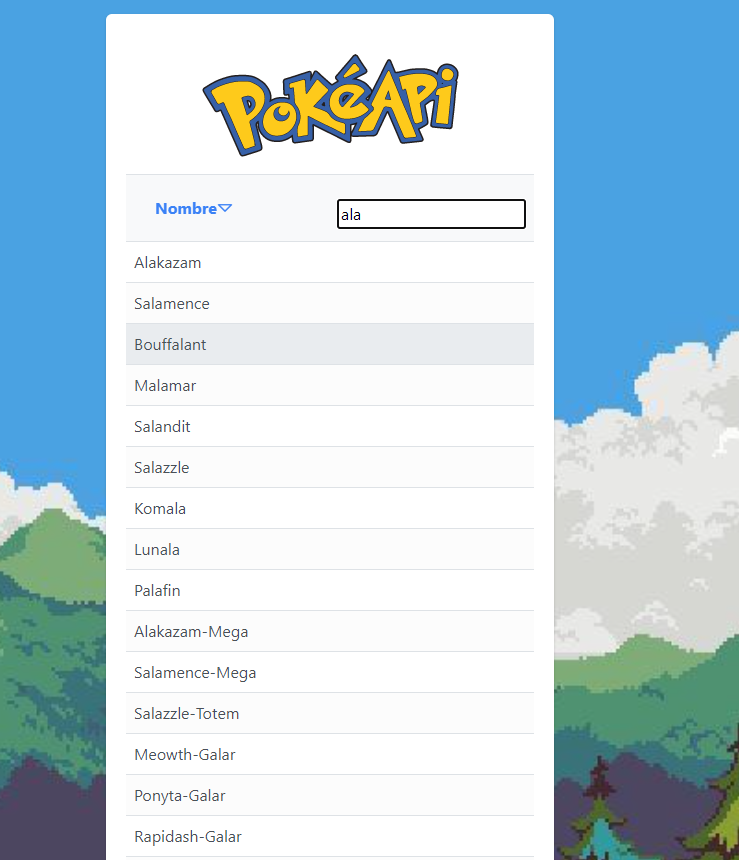 PokéApi
Nombre
ala
Alakazam
Salamence
Bouffalant
Malamar
Salandit
Salazzle
Komala
Lunala
Palafin
Alakazam-Mega
Salamence-Mega
Salazzle-Totem
Meowth-Galar
Ponyta-Galar
Rapidash-Galar